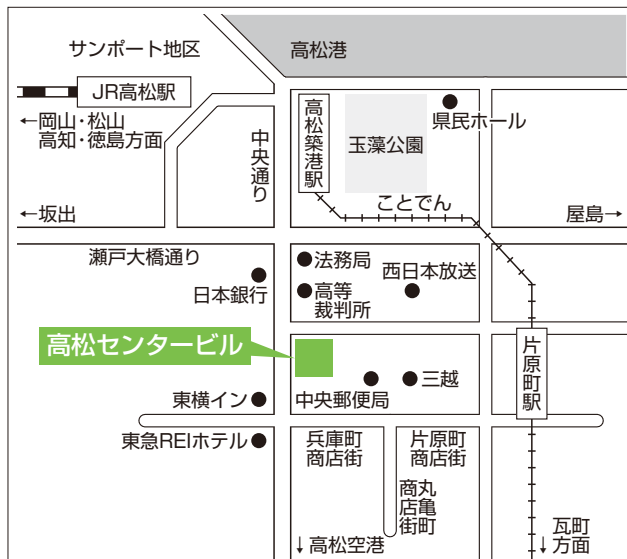 サンポート地区
高松港
JR高松駅
←岡山・松山
高知・徳島方面
中央通り
高松築港駅
玉藻公園
県民ホール
ことでん
←坂出
屋島→
瀬戸大橋通り
日本銀行
法務局
高等
裁判所
西日本放送
高松センタービル
片原町駅
三越
中央郵便局
東横イン
東急REIホテル
兵庫町
商店街
片原町
商店街
丸亀町
商店街
↓高松空港
瓦町
↓方面